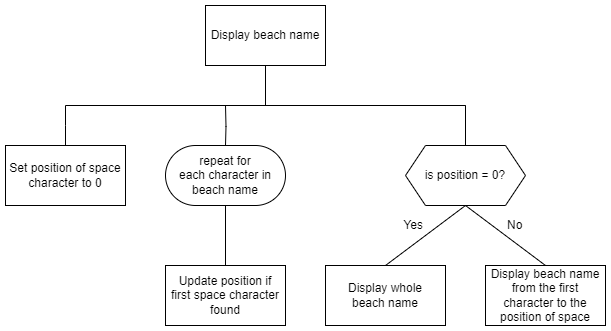 Display beach name
Set position of space
character to 0
repeat for
each character in
beach name
is position = 0?
Yes
No
Update position if
first space character
found
Display whole
beach name
Display beach name
from the first
character to the
position of space